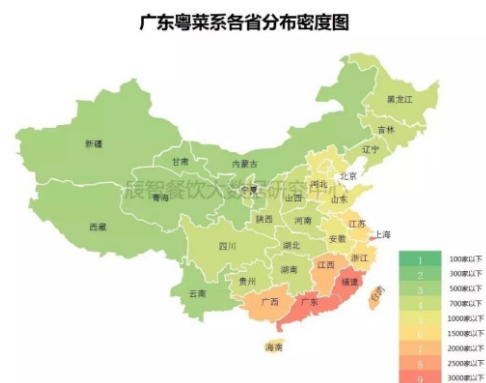 广东粤菜系各省分布密度图
黑龙江
吉林
辽宁
新疆
甘肃
内蒙古
北京
辰智餐饮大数据研究中心
宁夏
河北
青海
山西
山东
陕西
河南
江苏
西藏
上海
四川
湖北
安徽
浙江
湖南
江西
贵州
福建
云南
广西
广东
台湾
海南
1 100家以下
2 300家以下
3 500家以下
4 700家以下
5 1000家以下
6 1500家以下
7 2000家以下
8 2500家以下
9 3000家以下